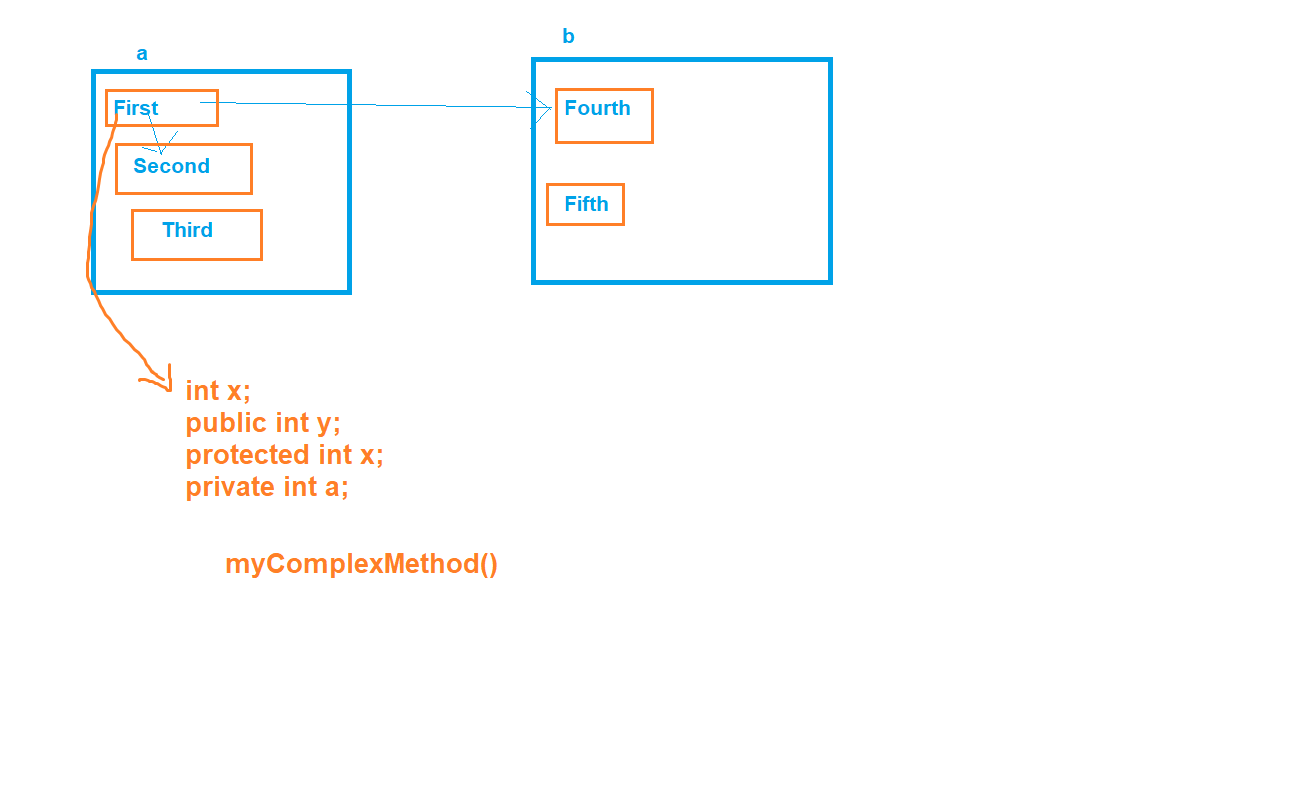 a
First
Second
Third
b
Fourth
Fifth
int x;
public int y;
protected int x;
private int a;
myComplexMethod()